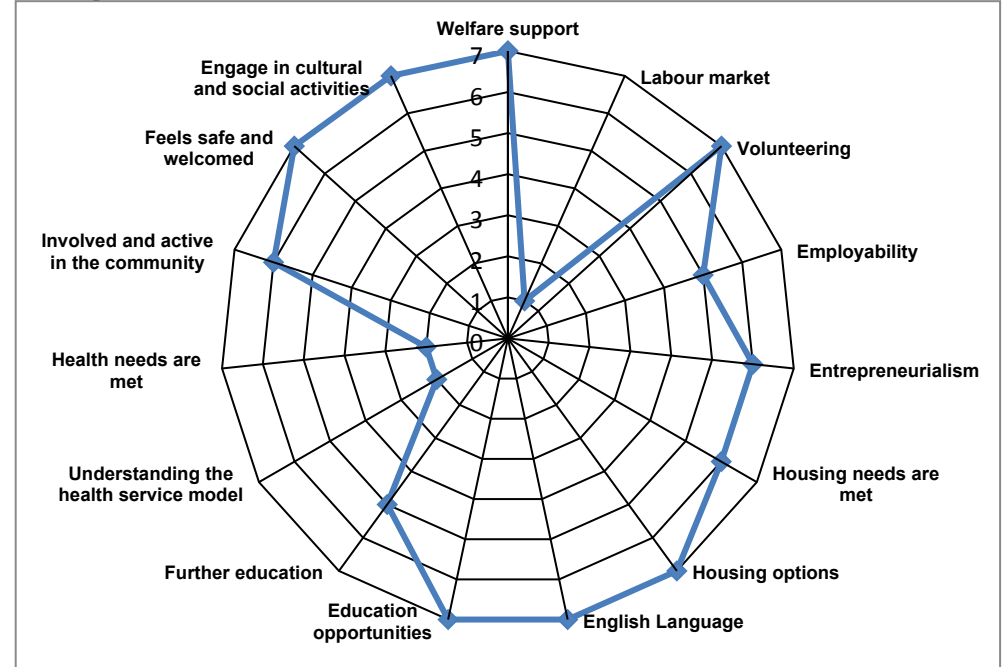 Welfare support
Labour market
Volunteering
Employability
Entrepreneurialism
Housing needs are
met
Housing options
English Language
Education
opportunities
Further education
Understanding the
health service model
Health needs are
met
Involved and active
in the community
Feels safe and
welcomed
Engage in cultural
and social activities
7
6
5
4
3
2
1
0